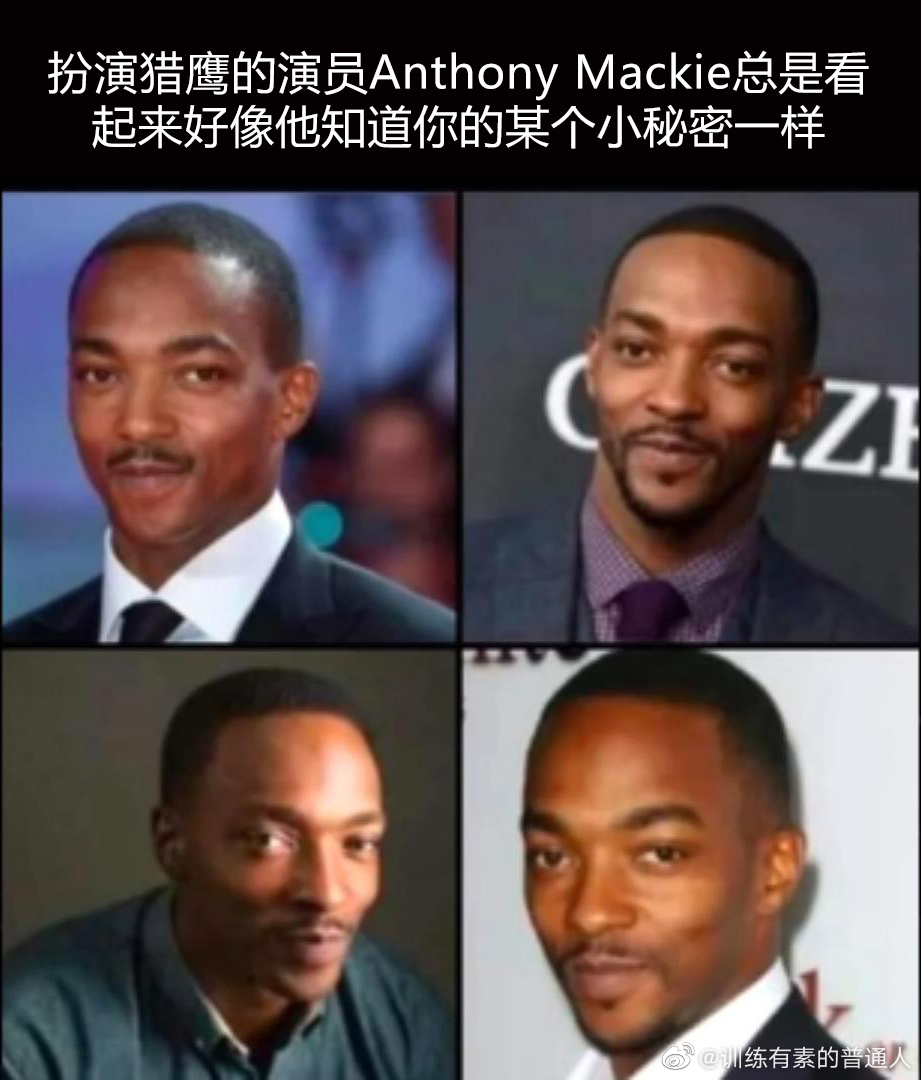 扮演猎鹰的演员Anthony Mackie总是看
起来好像他知道你的某个小秘密一样
@训练有素的普通人